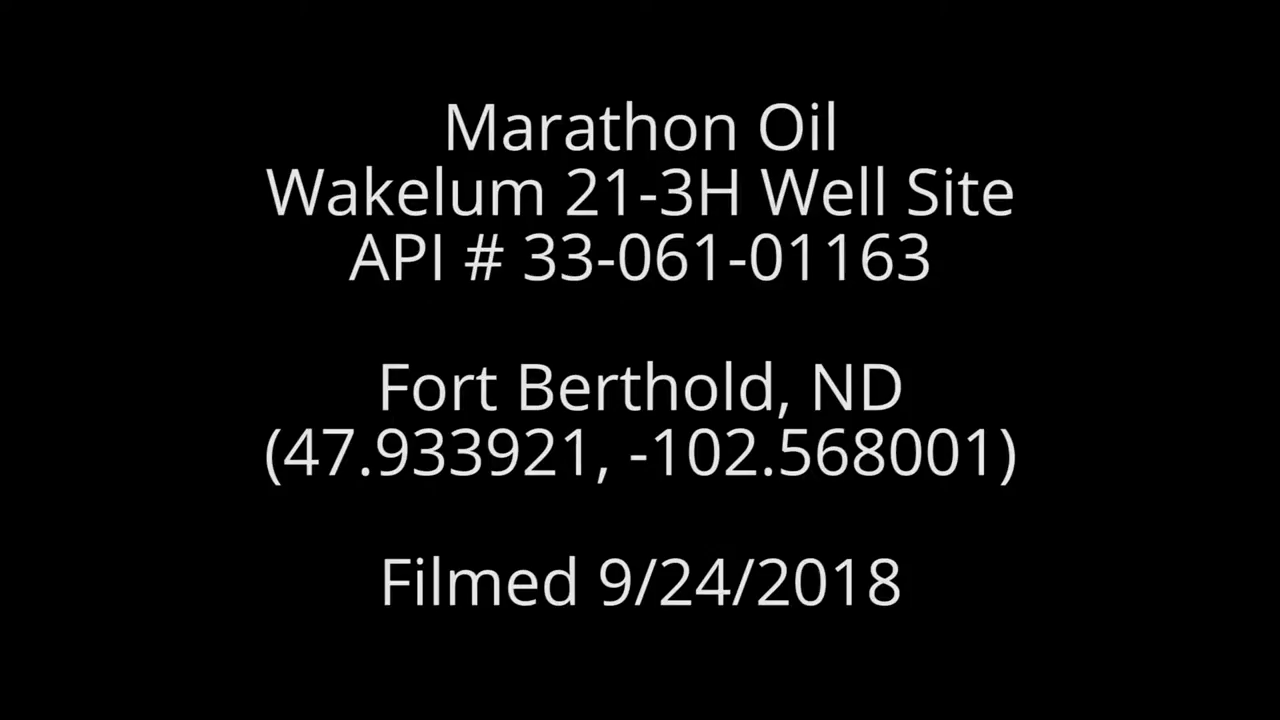 Marathon Oil
Wakelum 21-3H Well Site
API # 33-061-01163
Fort Berthold, ND
(47.933921, -102.568001)
Filmed 9/24/2018